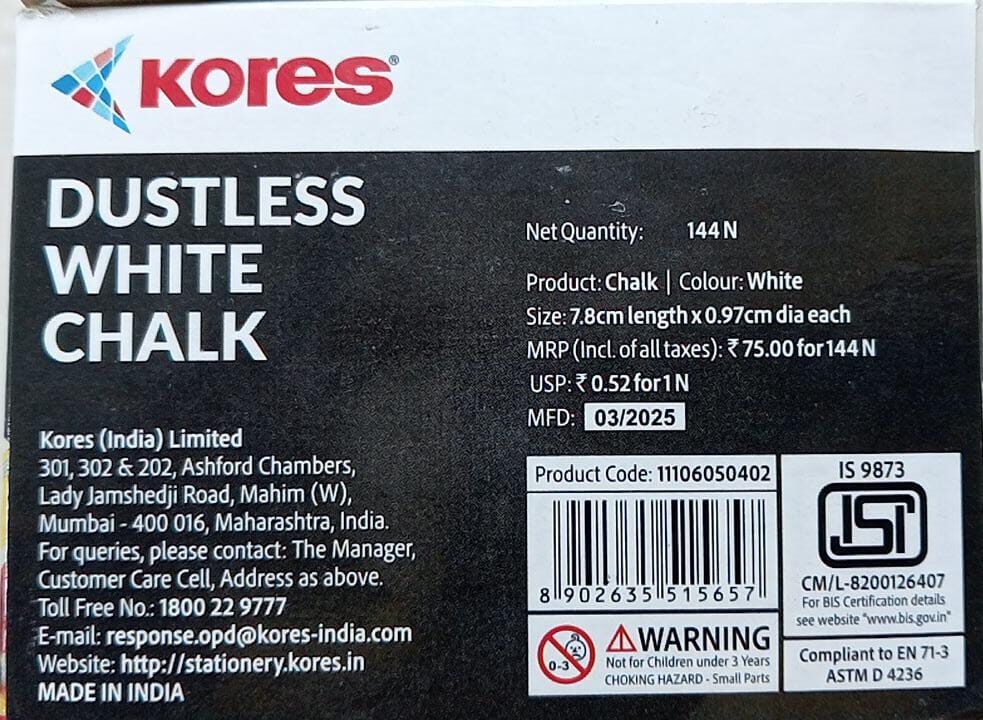 Kores®
DUSTLESS
WHITE
CHALK
Kores (India) Limited
301, 302 & 202, Ashford Chambers,
Lady Jamshedji Road, Mahim (W),
Mumbai - 400 016, Maharashtra, India.
For queries, please contact: The Manager,
Customer Care Cell, Address as above.
Toll Free No.: 1800 22 9777
E-mail: response.opd@kores-india.com
Website: http://stationery.kores.in
MADE IN INDIA
Net Quantity: 144 N
Product: Chalk | Colour: White
Size: 7.8cm length x 0.97cm dia each
MRP (Incl. of all taxes): ₹ 75.00 for 144 N
USP: ₹ 0.52 for 1 N
MFD: 03/2025
Product Code: 11106050402
8 902635 515657
0-3
WARNING
Not for Children under 3 Years
CHOKING HAZARD - Small Parts
IS 9873
ISI
CM/L-8200126407
For BIS Certification details
see website "www.bis.gov.in"
Compliant to EN 71-3
ASTM D 4236